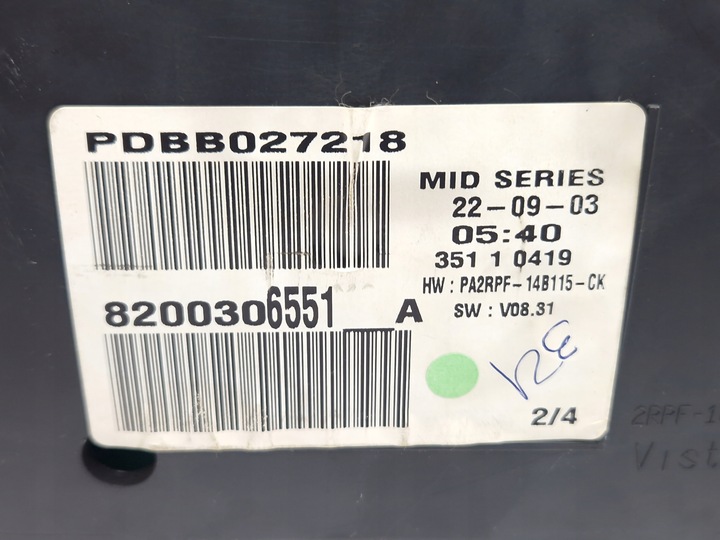 PDBB027218
MID SERIES
22-09-03
05:40
351 1 0419
HW : PA2RPF-14B115-CK
SW : V08.31
8200306551__A
2/4
2RPF-1
Vist